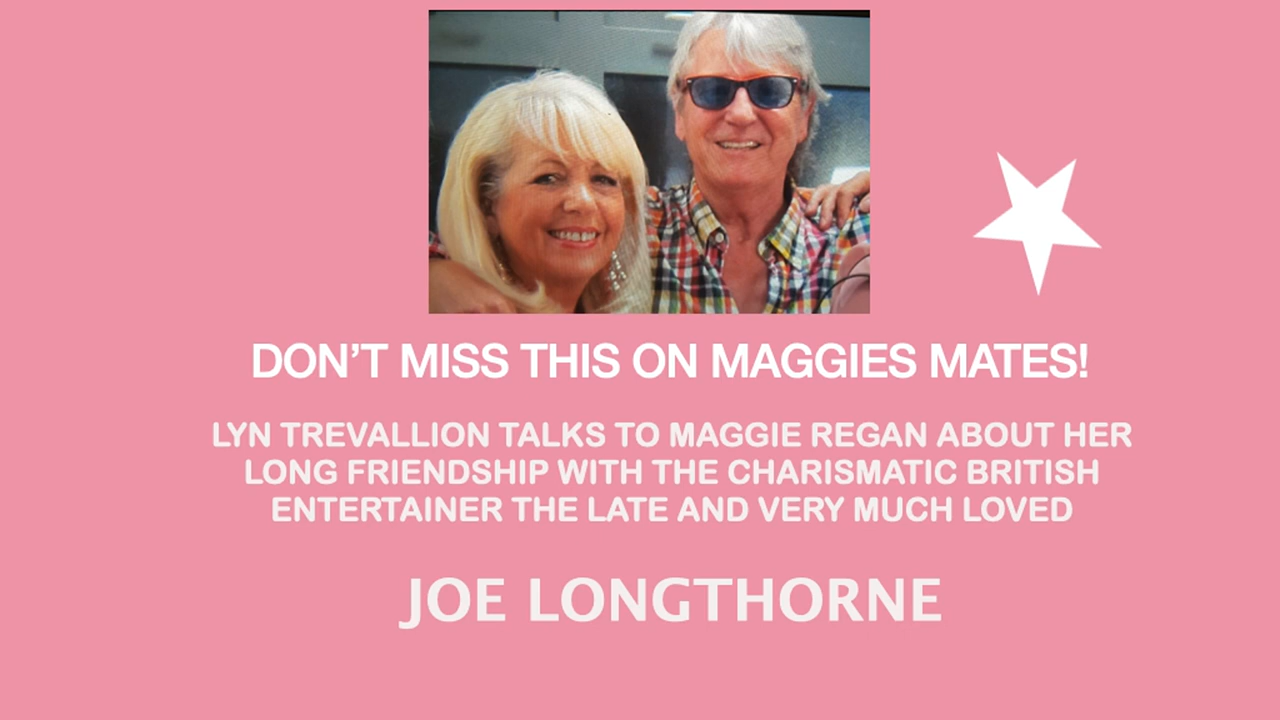 DON'T MISS THIS ON MAGGIES MATES!
LYN TREVALLION TALKS TO MAGGIE REGAN ABOUT HER
LONG FRIENDSHIP WITH THE CHARISMATIC BRITISH
ENTERTAINER THE LATE AND VERY MUCH LOVED
JOE LONGTHORNE